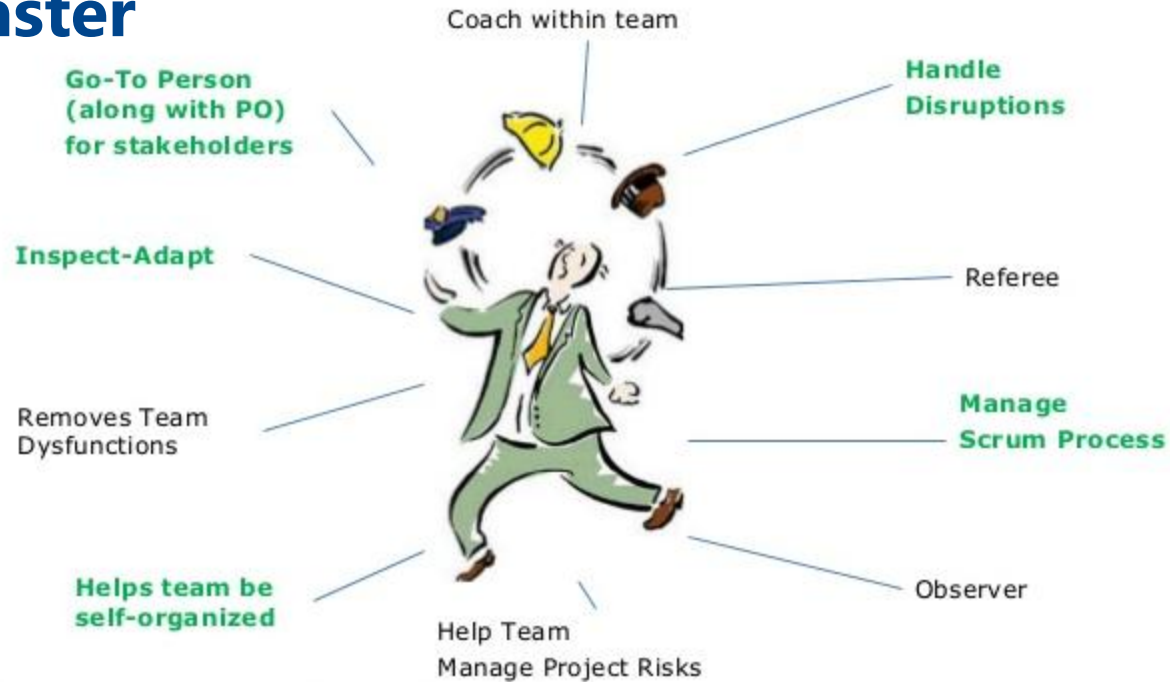 aster
Coach within team
Go-To Person
(along with PO)
for stakeholders
Handle
Disruptions
Inspect-Adapt
Referee
Removes Team
Dysfunctions
Manage
Scrum Process
Helps team be
self-organized
Observer
Help Team
Manage Project Risks